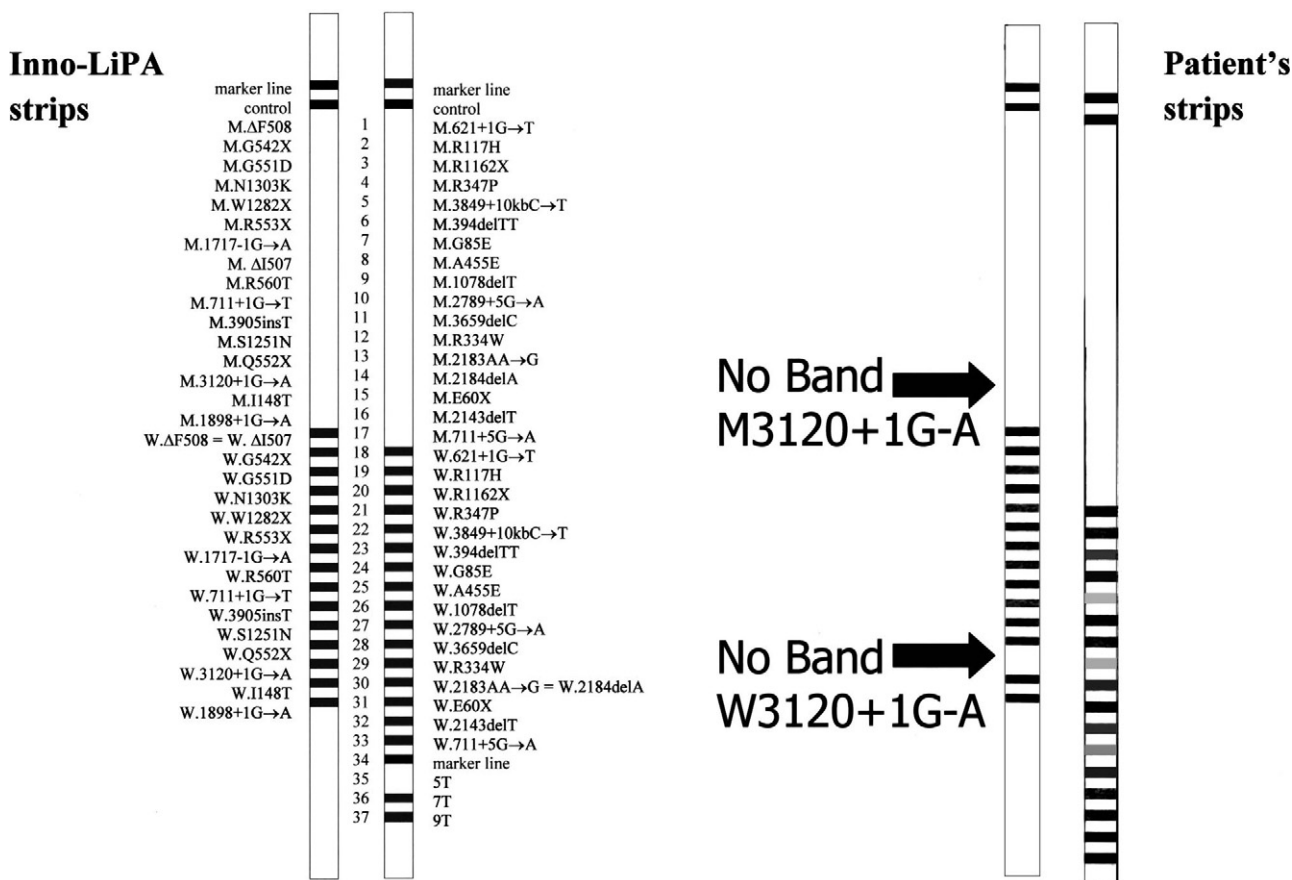 Inno-LiPA
strips
marker line
control
M.ΔF508
M.G542X
M.G551D
M.N1303K
M.W1282X
M.R553X
M.1717-1G→A
M. ΔI507
M.R560T
M.711+1G→T
M.3905insT
M.S1251N
M.Q552X
M.3120+1G→A
M.I148T
M.1898+1G→A
W.ΔF508 = W. ΔI507
W.G542X
W.G551D
W.N1303K
W.W1282X
W.R553X
W.1717-1G→A
W.R560T
W.711+1G→T
W.3905insT
W.S1251N
W.Q552X
W.3120+1G→A
W.I148T
W.1898+1G→A
1
2
3
4
5
6
7
8
9
10
11
12
13
14
15
16
17
18
19
20
21
22
23
24
25
26
27
28
29
30
31
32
33
34
35
36
37
marker line
control
M.621+1G→T
M.R117H
M.R1162X
M.R347P
M.3849+10kbC→T
M.394delTT
M.G85E
M.A455E
M.1078delT
M.2789+5G→A
M.3659delC
M.R334W
M.2183AA→G
M.2184delA
M.E60X
M.2143delT
M.711+5G→A
W.621+1G→T
W.R117H
W.R1162X
W.R347P
W.3849+10kbC→T
W.394delTT
W.G85E
W.A455E
W.1078delT
W.2789+5G→A
W.3659delC
W.R334W
W.2183AA→G = W.2184delA
W.E60X
W.2143delT
W.711+5G→A
marker line
5T
7T
9T
No Band
M3120+1G-A
No Band
W3120+1G-A
Patient's
strips